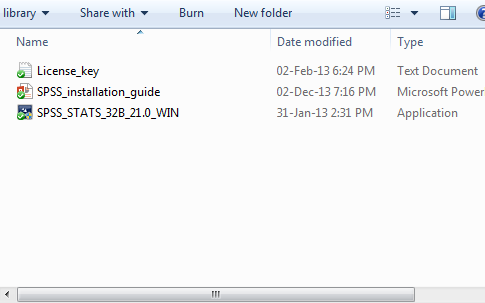 library Share with Burn New folder
Name Date modified Type
License_key 02-Feb-13 6:24 PM Text Document
SPSS_installation_guide 02-Dec-13 7:16 PM Microsoft Power
SPSS_STATS_32B_21.0_WIN 31-Jan-13 2:31 PM Application